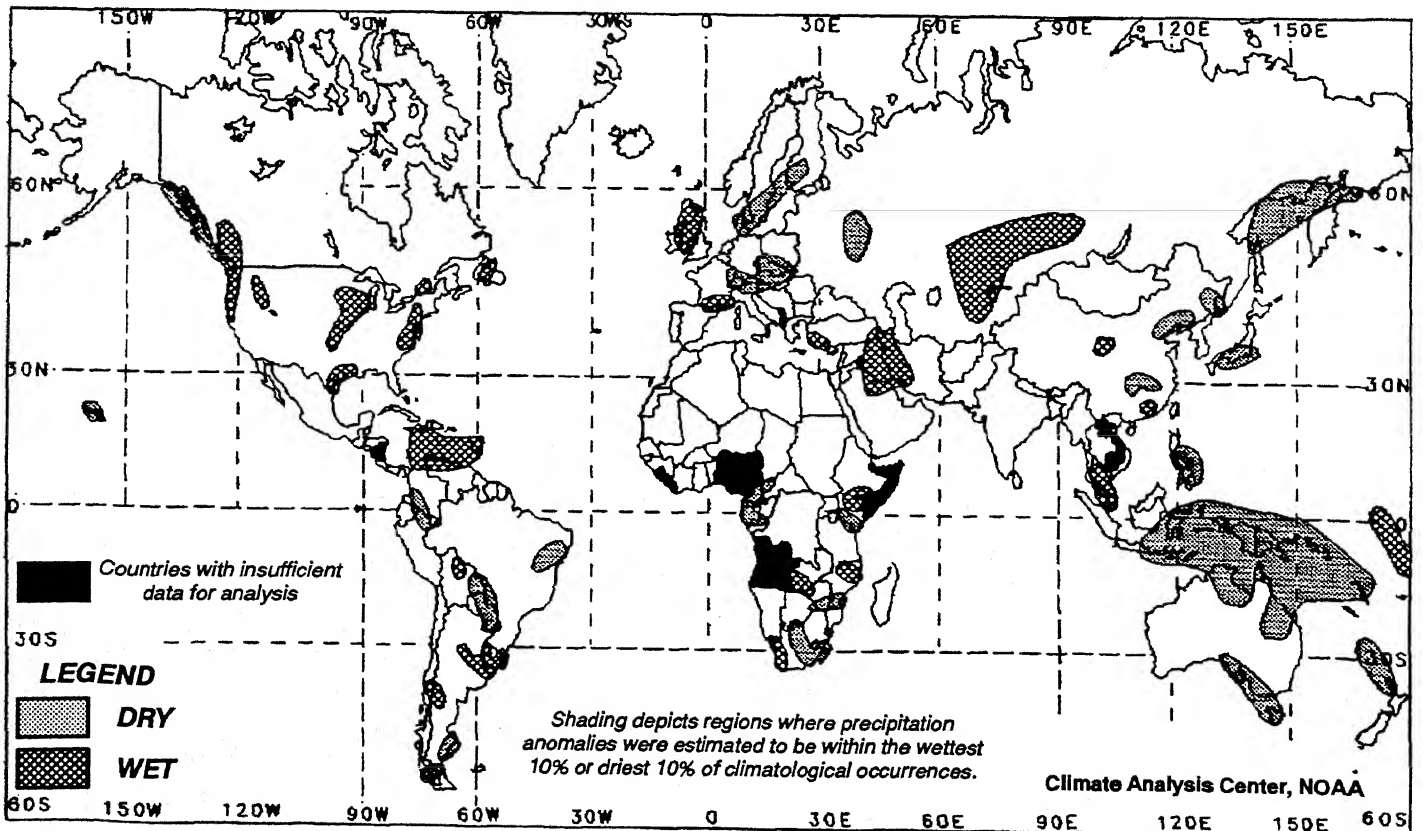 150W 120W 90W 60W 30W 0 30E 60E 90E 120E 150E
60N 60N
30N 30N
0 0
Countries with insufficient
data for analysis
30S 30S
LEGEND
DRY
WET
Shading depicts regions where precipitation
anomalies were estimated to be within the wettest
10% or driest 10% of climatological occurrences.
Climate Analysis Center, NOAA
60S 150W 120W 90W 60W 30W 0 30E 60E 90E 120E 150E 60S